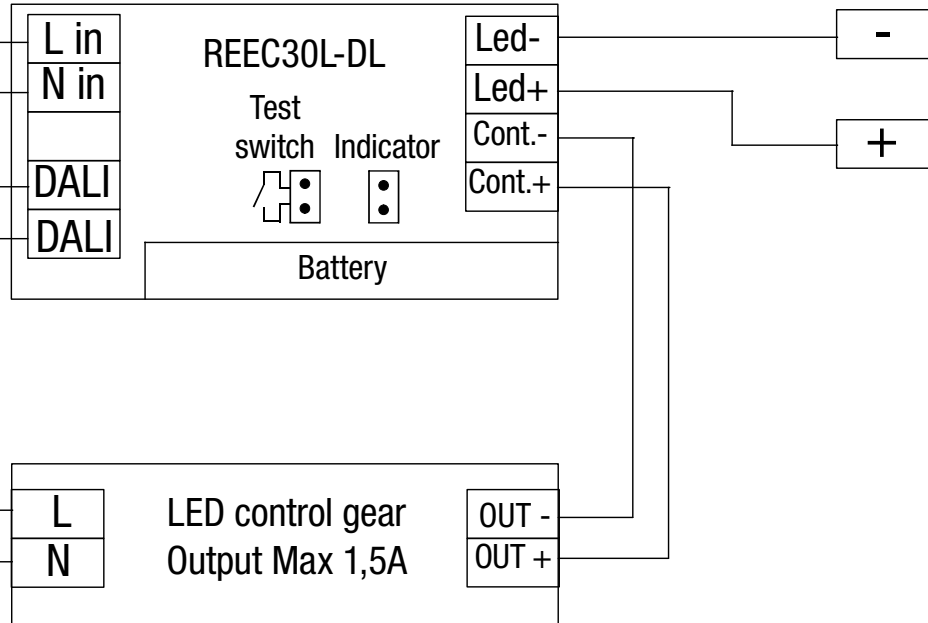 L in
N in
DALI
DALI
REEC30L-DL
Test
switch
Indicator
Battery
Led-
Led+
Cont.-
Cont.+
-
+
L
N
LED control gear
Output Max 1,5A
OUT -
OUT +